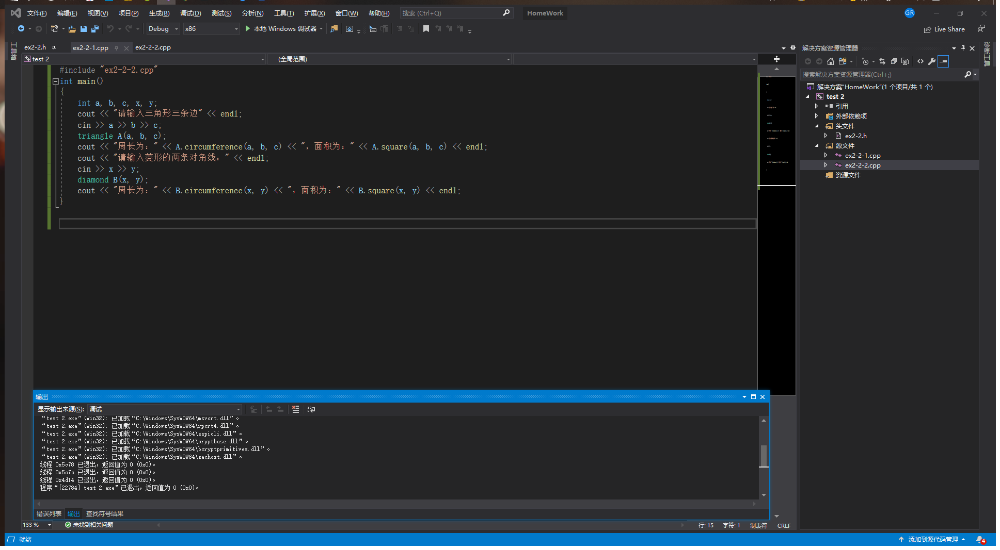 文件(F) 编辑(E) 视图(V) 项目(P) 生成(B) 调试(D) 测试(S) 分析(N) 工具(T) 扩展(X) 窗口(W) 帮助(H) 搜索 (Ctrl+Q) HomeWork GR
Debug x86 本地 Windows 调试器 Live Share
工具箱
ex2-2.h ex2-2-1.cpp ex2-2-2.cpp
test 2 (全局范围)
#include "ex2-2-2.cpp"
int main()
{
int a, b, c, x, y;
cout << "请输入三角形三条边" << endl;
cin >> a >> b >> c;
triangle A(a, b, c);
cout << "周长为：" << A.circumference(a, b, c) << "，面积为：" << A.square(a, b, c) << endl;
cout << "请输入菱形的两条对角线：" << endl;
cin >> x >> y;
diamond B(x, y);
cout << "周长为：" << B.circumference(x, y) << "，面积为：" << B.square(x, y) << endl;
}
解决方案资源管理器
搜索解决方案资源管理器(Ctrl+;)
解决方案"HomeWork"(1 个项目/共 1 个)
test 2
引用
外部依赖项
头文件
ex2-2.h
源文件
ex2-2-1.cpp
ex2-2-2.cpp
资源文件
诊断工具
输出
显示输出来源(S): 调试
“test 2.exe”(Win32): 已加载“C:\Windows\SysWOW64\msvcrt.dll”。
“test 2.exe”(Win32): 已加载“C:\Windows\SysWOW64\rpcrt4.dll”。
“test 2.exe”(Win32): 已加载“C:\Windows\SysWOW64\sspicli.dll”。
“test 2.exe”(Win32): 已加载“C:\Windows\SysWOW64\cryptbase.dll”。
“test 2.exe”(Win32): 已加载“C:\Windows\SysWOW64\bcryptprimitives.dll”。
“test 2.exe”(Win32): 已加载“C:\Windows\SysWOW64\sechost.dll”。
线程 0x5c78 已退出，返回值为 0 (0x0)。
线程 0x5c7c 已退出，返回值为 0 (0x0)。
线程 0x4d14 已退出，返回值为 0 (0x0)。
程序“[22784] test 2.exe”已退出，返回值为 0 (0x0)。
错误列表 输出 查找符号结果
133 % 未找到相关问题 行: 15 字符: 1 制表符 CRLF
就绪 添加到源代码管理 4